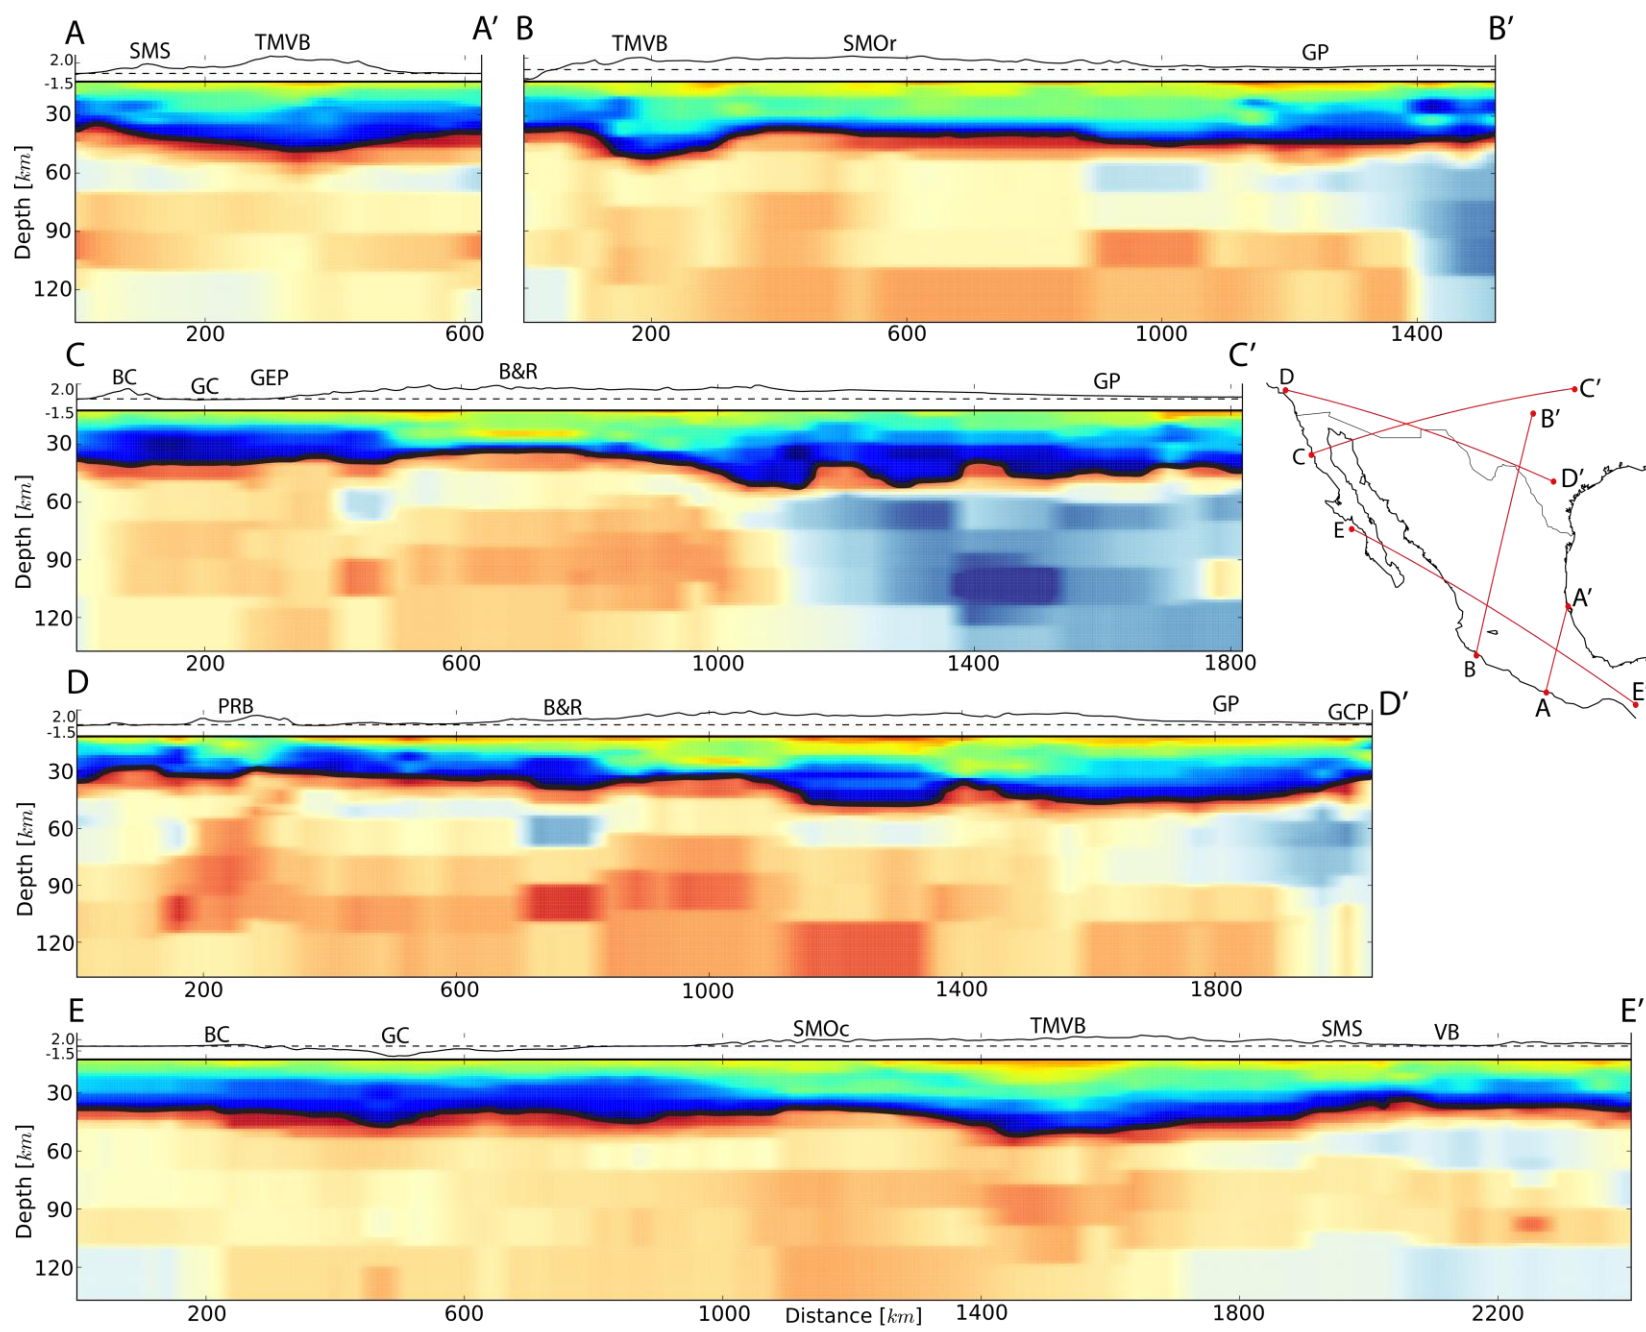 A A′ B B′
SMS TMVB TMVB SMOr GP
2.0
-1.5
30
60
90
120
Depth [km]
200 600 200 600 1000 1400
C C′
BC GC GEP B&R GP
2.0
-1.5
30
60
90
120
Depth [km]
200 600 1000 1400 1800
D C′
B′
C D′
E
A′
B
A E′
D D′
PRB B&R GP GCP
2.0
-1.5
30
60
90
120
Depth [km]
200 600 1000 1400 1800
E E′
BC GC SMOc TMVB SMS VB
2.0
-1.5
30
60
90
120
Depth [km]
200 600 1000 1400 1800 2200
Distance [km]